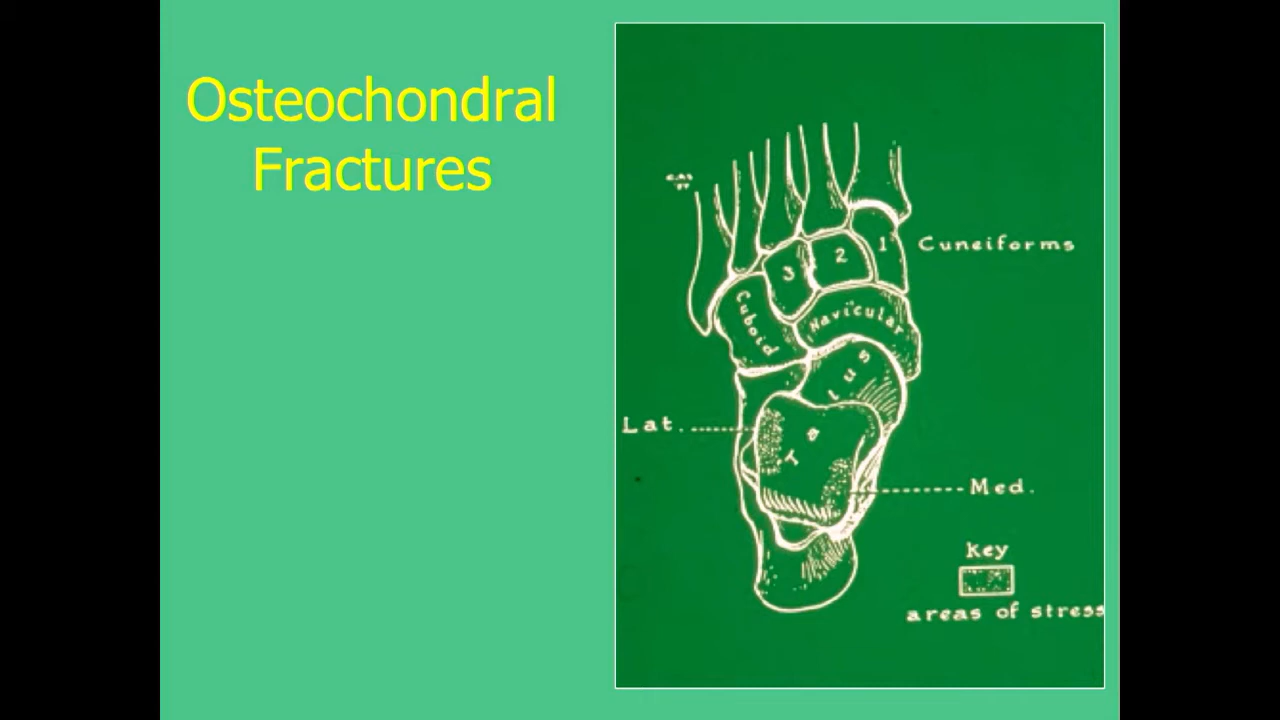 Osteochondral
Fractures
3
2
1
Cuneiforms
Cuboid
Navicular
Talus
Lat.
Med.
key
areas of stress